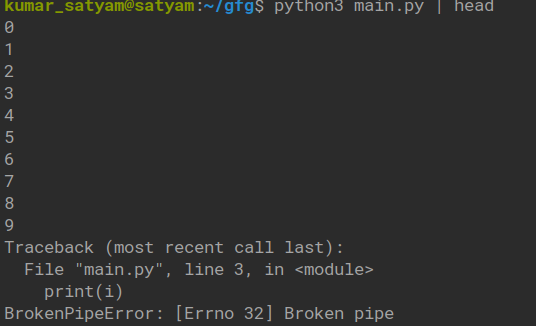 kumar_satyam@satyam:~/gfg$ python3 main.py | head
0
1
2
3
4
5
6
7
8
9
Traceback (most recent call last):
  File "main.py", line 3, in <module>
    print(i)
BrokenPipeError: [Errno 32] Broken pipe